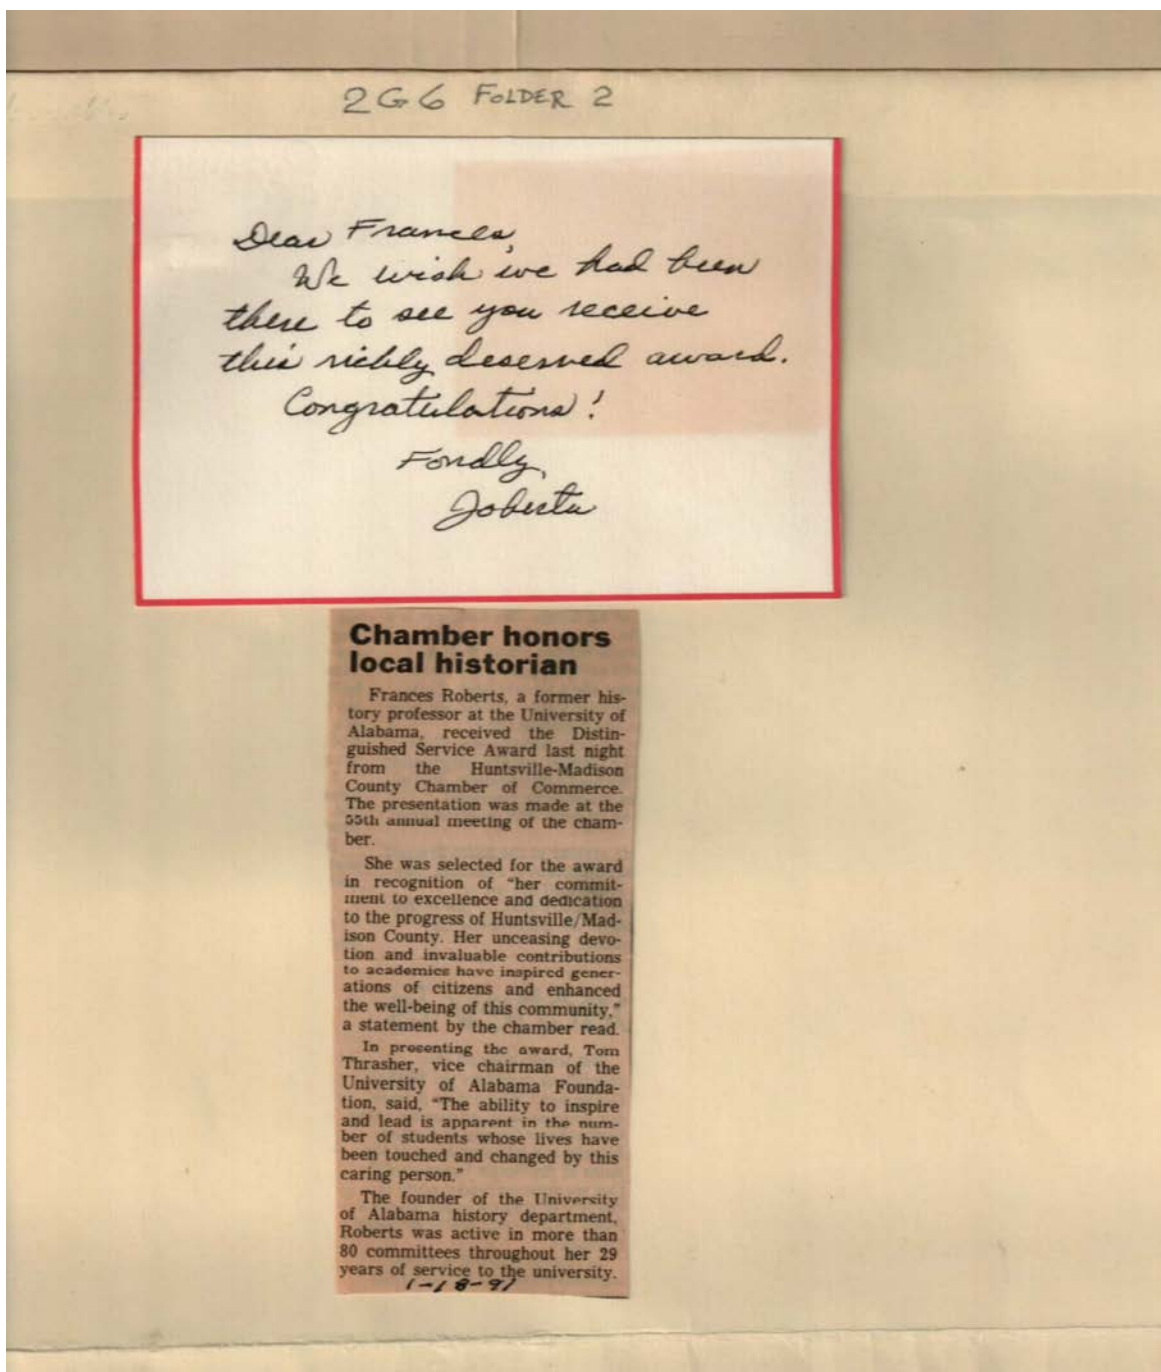 2G6 FOLDER 2
Dear Frances,
We wish we had been
there to see you receive
this richly deserved award.
Congratulations!
Fondly,
Joberta
Chamber honors
local historian
Frances Roberts, a former his-
tory professor at the University of
Alabama, received the Distin-
guished Service Award last night
from the Huntsville-Madison
County Chamber of Commerce.
The presentation was made at the
55th annual meeting of the cham-
ber.
She was selected for the award
in recognition of "her commit-
ment to excellence and dedication
to the progress of Huntsville/Mad-
ison County. Her unceasing devo-
tion and invaluable contributions
to academics have inspired gener-
ations of citizens and enhanced
the well-being of this community,"
a statement by the chamber read.
In presenting the award, Tom
Thrasher, vice chairman of the
University of Alabama Founda-
tion, said, "The ability to inspire
and lead is apparent in the num-
ber of students whose lives have
been touched and changed by this
caring person."
The founder of the University
of Alabama history department,
Roberts was active in more than
80 committees throughout her 29
years of service to the university.
1-18-91